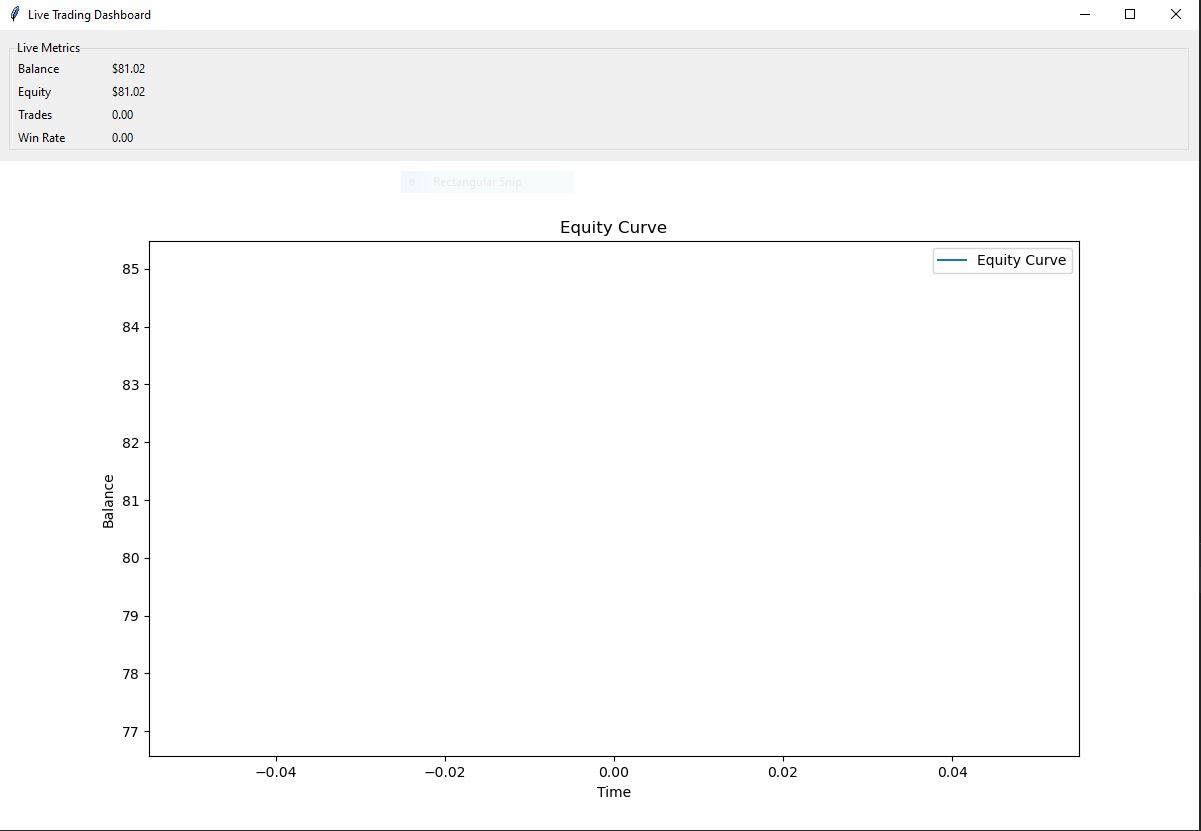 Live Trading Dashboard
Live Metrics
Balance $81.02
Equity $81.02
Trades 0.00
Win Rate 0.00
Rectangular Snip
Equity Curve
Equity Curve
85
84
83
82
81
80
79
78
77
Balance
−0.04 −0.02 0.00 0.02 0.04
Time